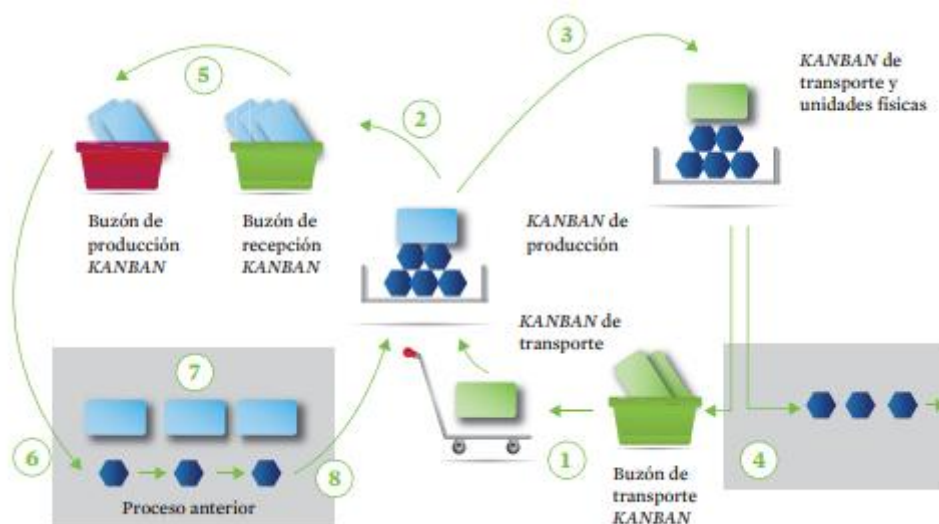 3
KANBAN de
transporte y
unidades físicas
5
2
Buzón de
producción
KANBAN
Buzón de
recepción
KANBAN
KANBAN de
producción
KANBAN de
transporte
7
6
8
1
4
Proceso anterior
Buzón de
transporte
KANBAN